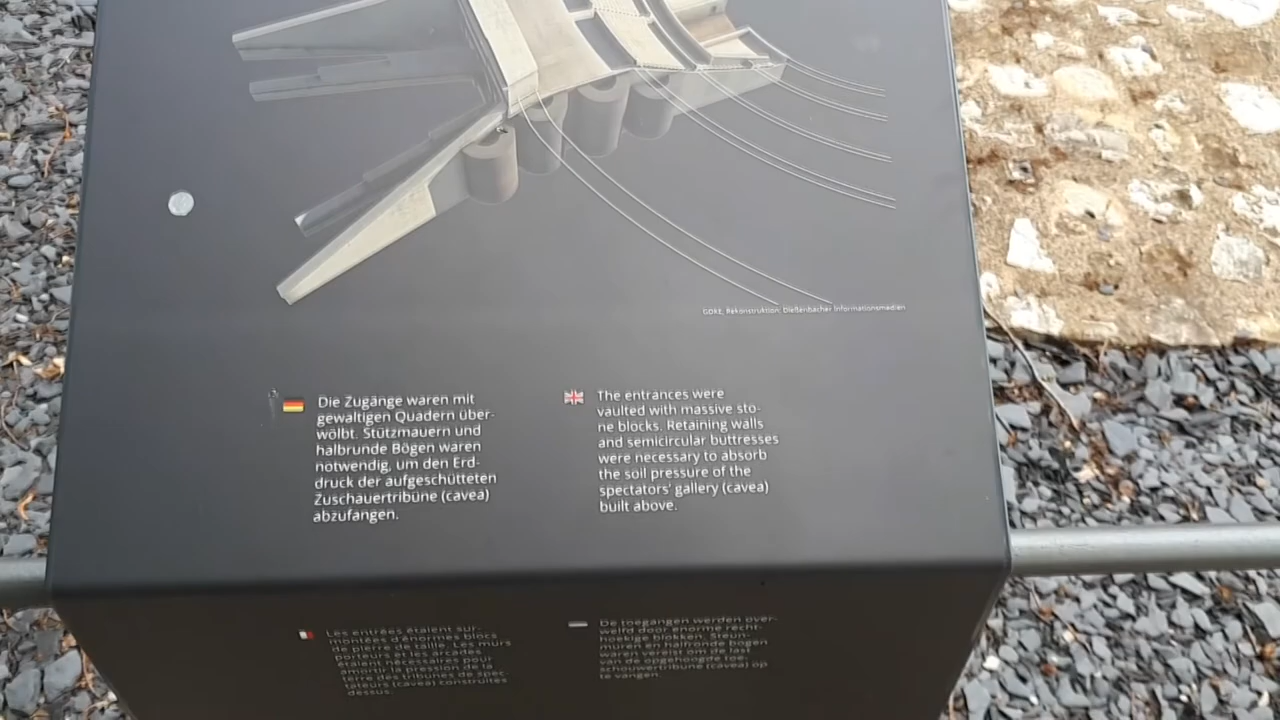 GDKE, Rekonstruktion: Dießenbacher Informationsmedien
Die Zugänge waren mit
gewaltigen Quadern über-
wölbt. Stützmauern und
halbrunde Bögen waren
notwendig, um den Erd-
druck der aufgeschütteten
Zuschauertribüne (cavea)
abzufangen.
The entrances were
vaulted with massive sto-
ne blocks. Retaining walls
and semicircular buttresses
were necessary to absorb
the soil pressure of the
spectators' gallery (cavea)
built above.
Les entrées étaient sur-
montées d'énormes blocs
de pierre de taille. Les murs
porteurs et les arcades
étaient nécessaires pour
amortir la pression de la
terre des tribunes de spec-
tateurs (cavea) construites
dessus.
De toegangen werden over-
welfd door enorme recht-
hoekige blokken. Steun-
muren en halfronde bogen
waren vereist om de last
van de opgehoogde toe-
schouwertribune (cavea) op
te vangen.